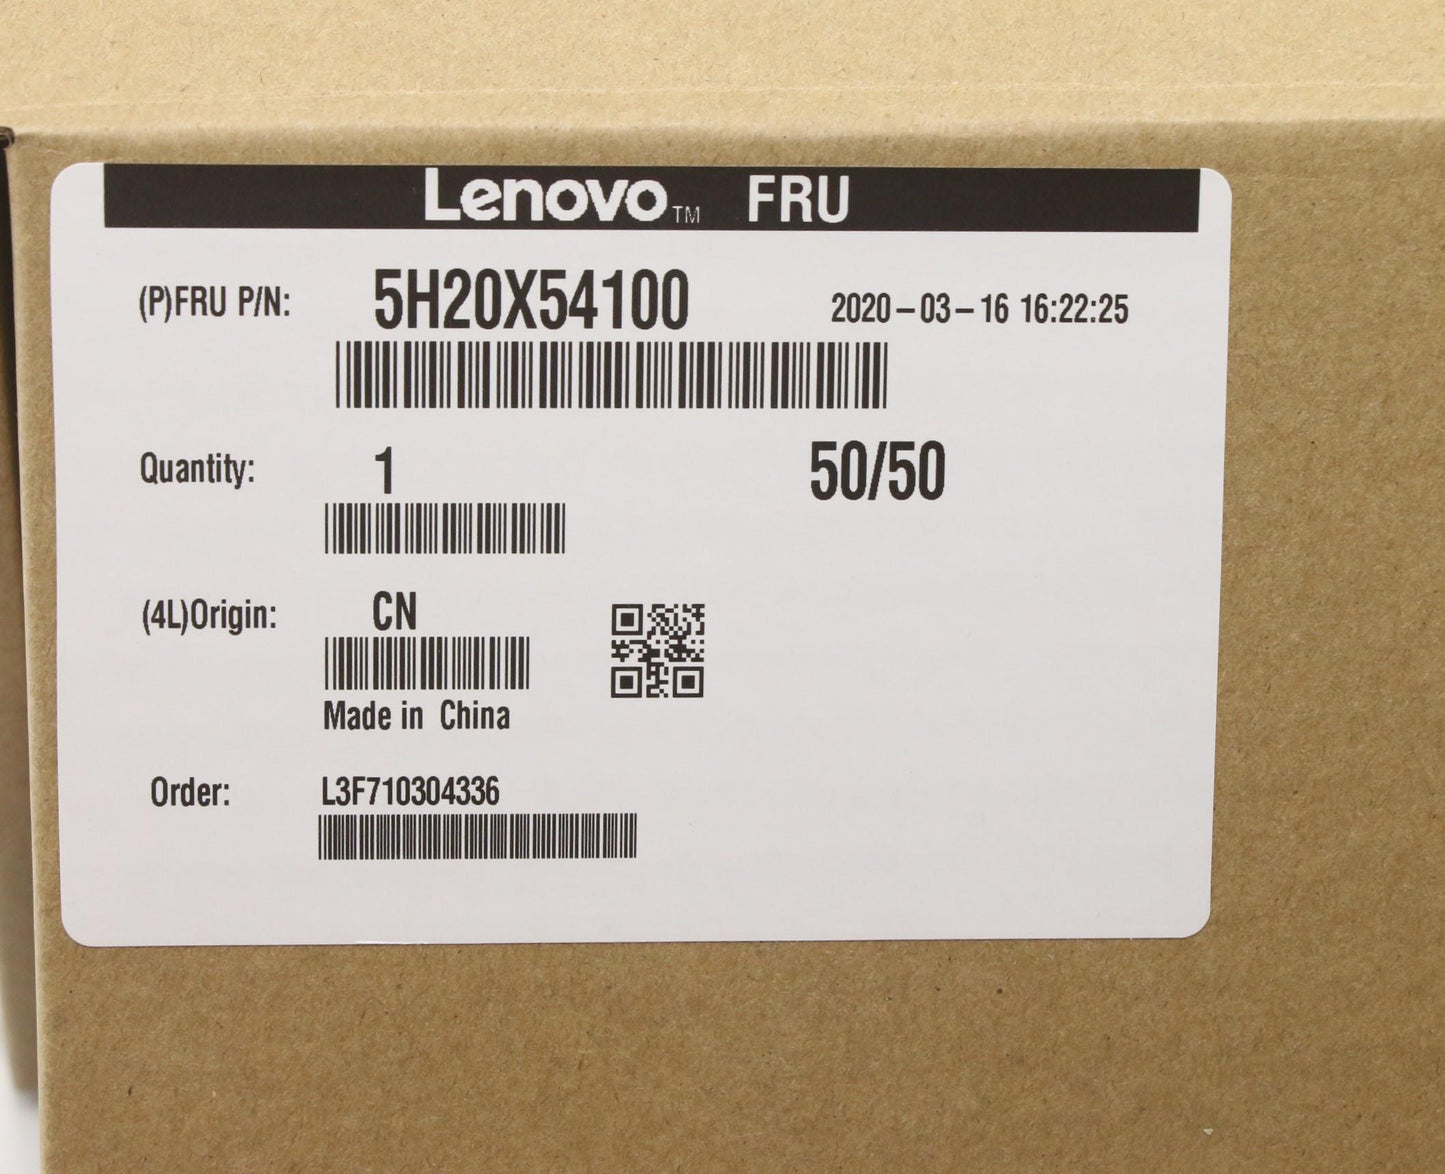 Lenovo™ FRU
(P)FRU P/N: 5H20X54100 2020-03-16 16:22:25
Quantity: 1 50/50
(4L)Origin: CN
Made in China
Order: L3F710304336